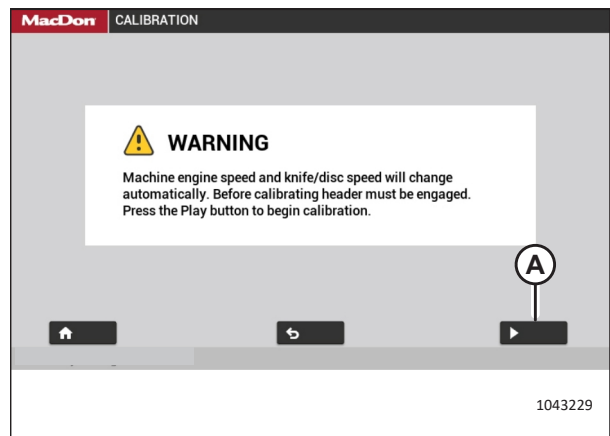 MacDon CALIBRATION
WARNING
Machine engine speed and knife/disc speed will change
automatically. Before calibrating header must be engaged.
Press the Play button to begin calibration.
A
1043229